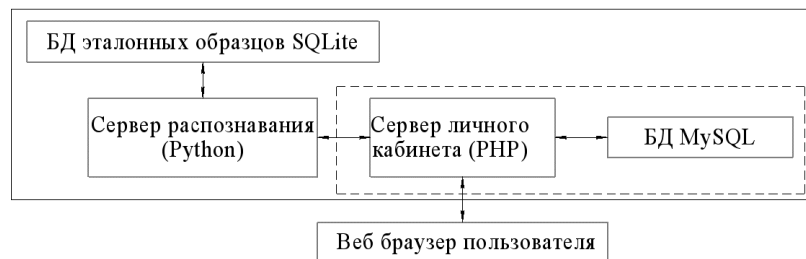 БД эталонных образцов SQLite
Сервер распознавания
(Python)
Сервер личного
кабинета (PHP)
БД MySQL
Веб браузер пользователя